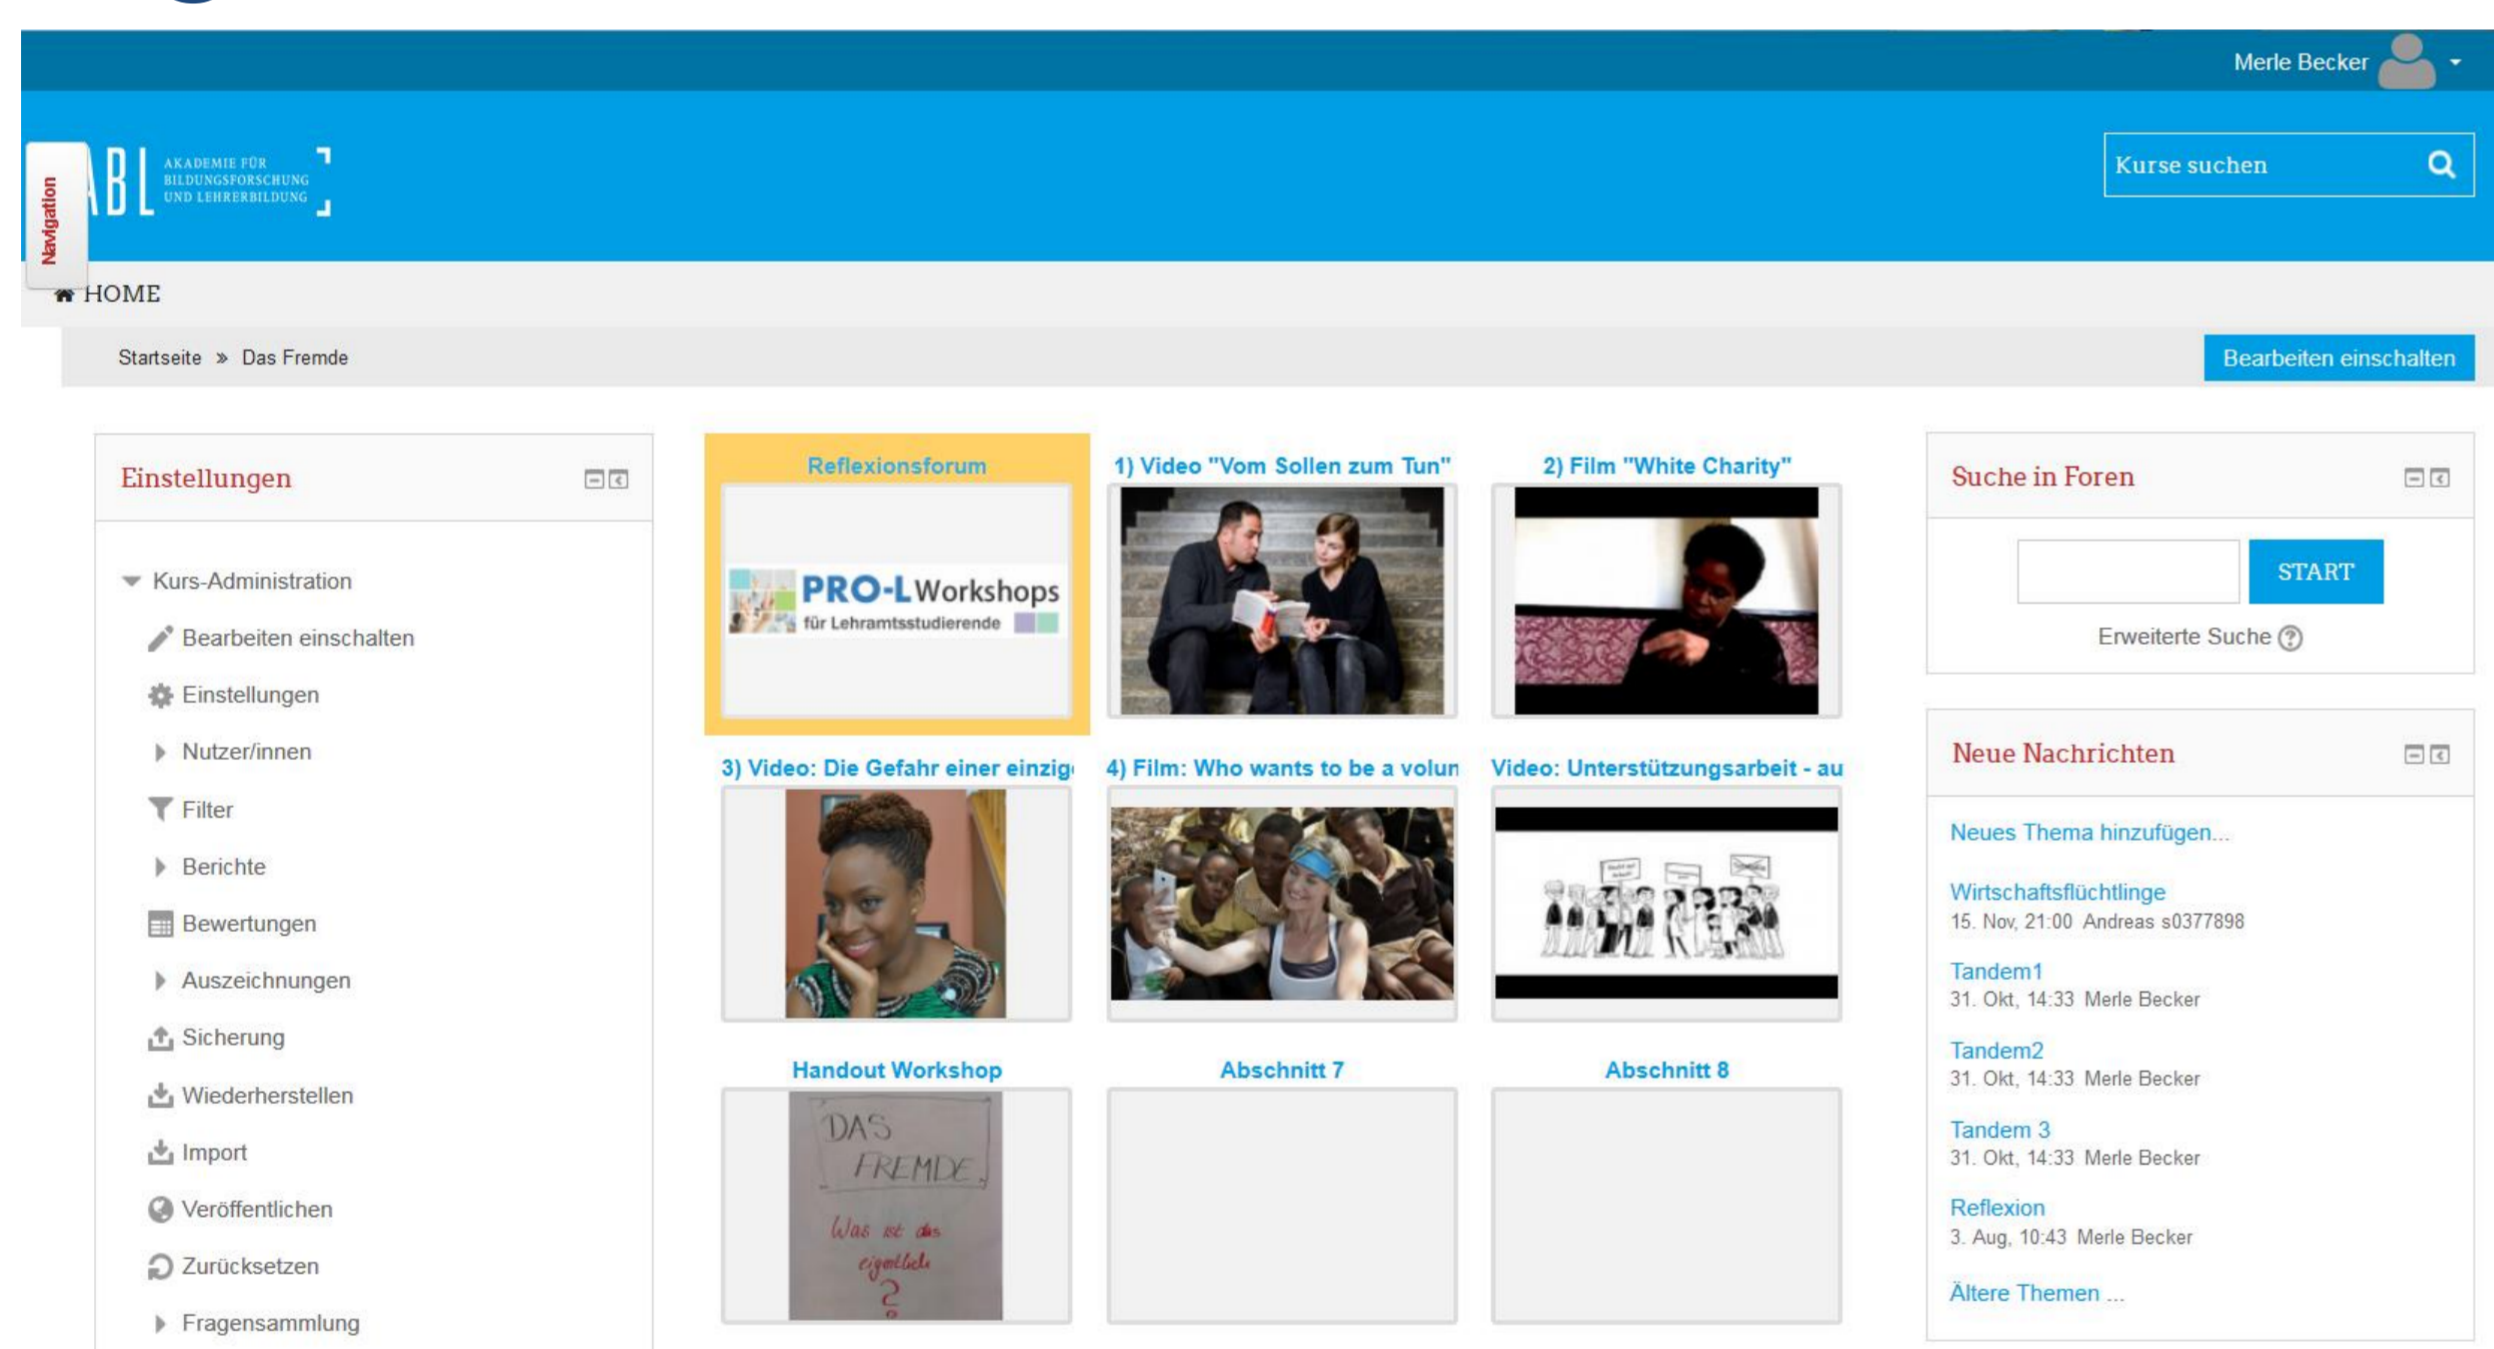 Merle Becker
Navigation
ABL
AKADEMIE FÜR
BILDUNGSFORSCHUNG
UND LEHRERBILDUNG
Kurse suchen
HOME
Startseite » Das Fremde
Bearbeiten einschalten
Einstellungen
Kurs-Administration
Bearbeiten einschalten
Einstellungen
Nutzer/innen
Filter
Berichte
Bewertungen
Auszeichnungen
Sicherung
Wiederherstellen
Import
Veröffentlichen
Zurücksetzen
Fragensammlung
Reflexionsforum
PRO-L Workshops
für Lehramtsstudierende
1) Video "Vom Sollen zum Tun"
2) Film "White Charity"
3) Video: Die Gefahr einer einzig
4) Film: Who wants to be a volun
Video: Unterstützungsarbeit - au
Handout Workshop
DAS
FREMDE
Was ist das
eigentlich
?
Abschnitt 7
Abschnitt 8
Suche in Foren
START
Erweiterte Suche ?
Neue Nachrichten
Neues Thema hinzufügen...
Wirtschaftsflüchtlinge
15. Nov, 21:00 Andreas s0377898
Tandem1
31. Okt, 14:33 Merle Becker
Tandem2
31. Okt, 14:33 Merle Becker
Tandem 3
31. Okt, 14:33 Merle Becker
Reflexion
3. Aug, 10:43 Merle Becker
Ältere Themen ...